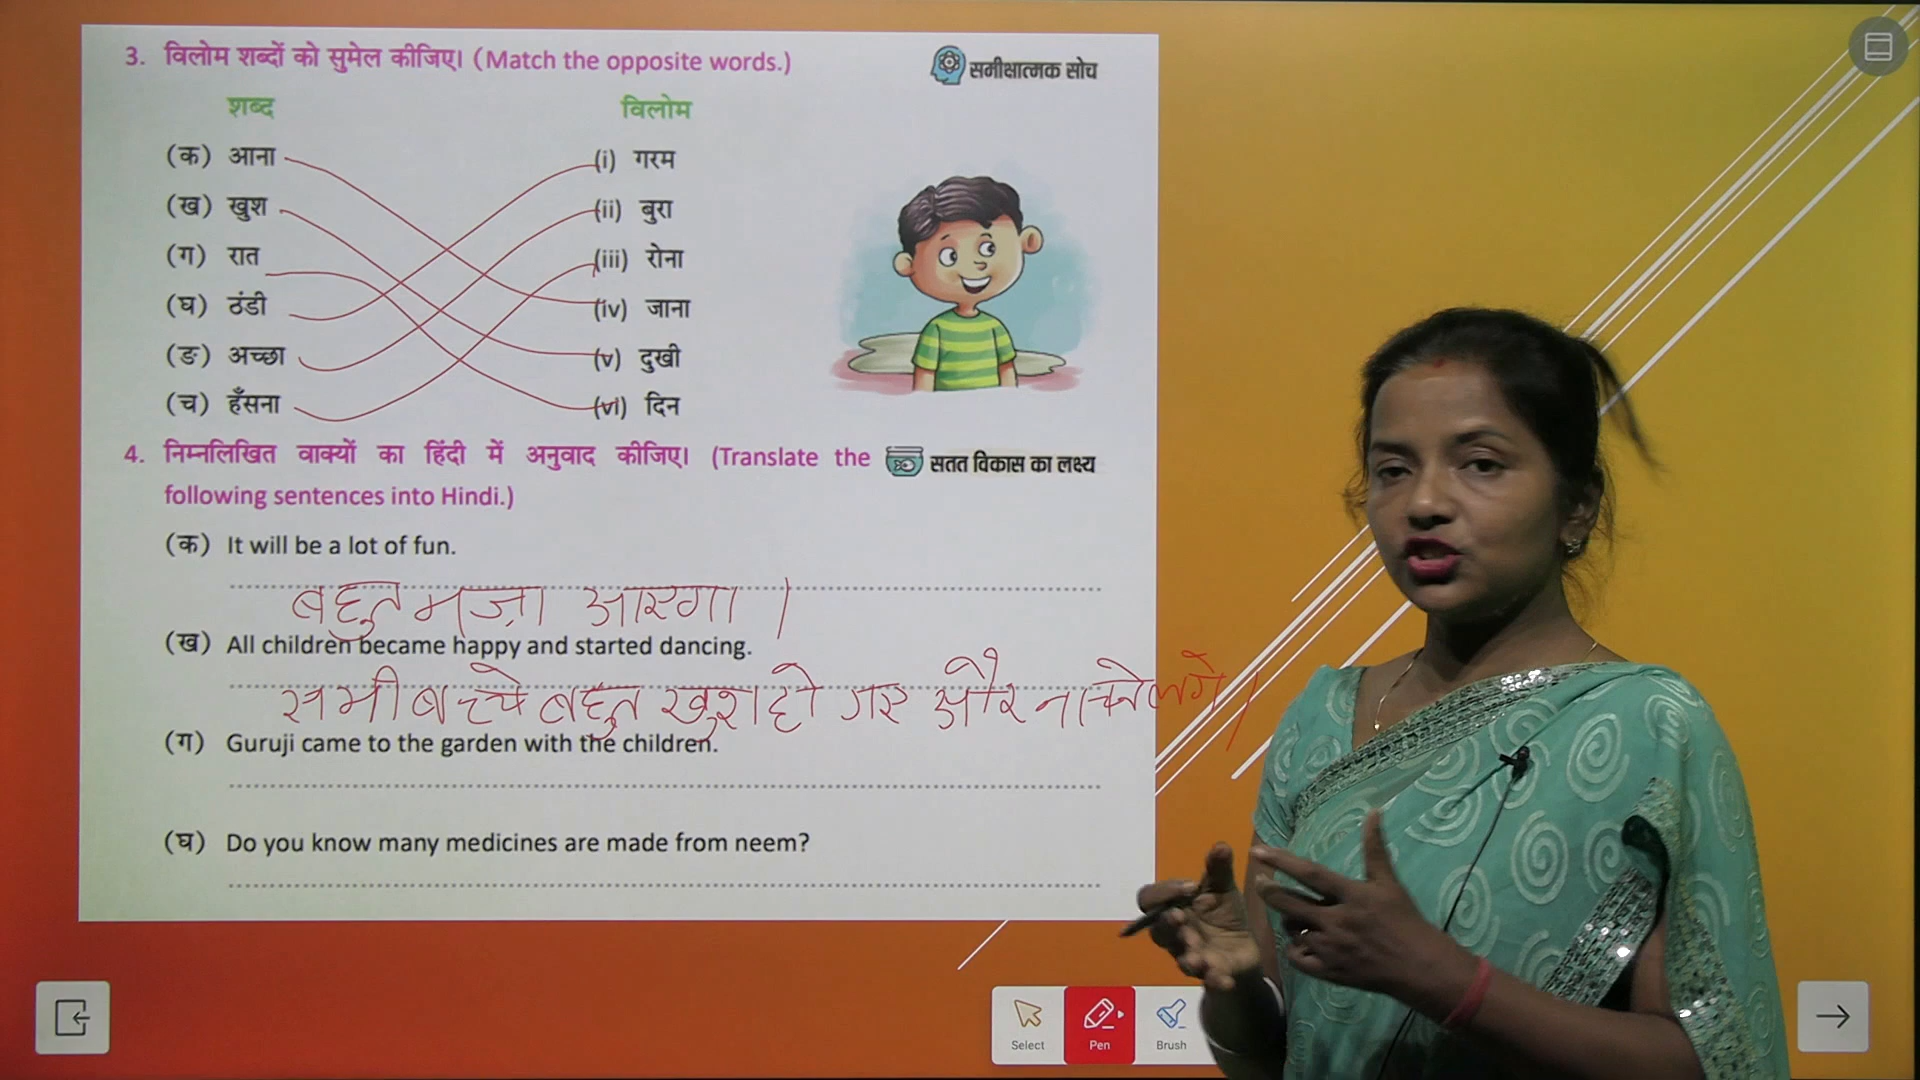 3. विलोम शब्दों को सुमेल कीजिए। (Match the opposite words.)
समीक्षात्मक सोच
शब्द विलोम
(क) आना (i) गरम
(ख) खुश (ii) बुरा
(ग) रात (iii) रोना
(घ) ठंडी (iv) जाना
(ङ) अच्छा (v) दुखी
(च) हँसना (vi) दिन
4. निम्नलिखित वाक्यों का हिंदी में अनुवाद कीजिए। (Translate the
सतत विकास का लक्ष्य
following sentences into Hindi.)
(क) It will be a lot of fun.
बहुत मज़ा आएगा।
(ख) All children became happy and started dancing.
सभी बच्चे बहुत खुश हो गए और नाचने लगे।
(ग) Guruji came to the garden with the children.
(घ) Do you know many medicines are made from neem?
Select Pen Brush